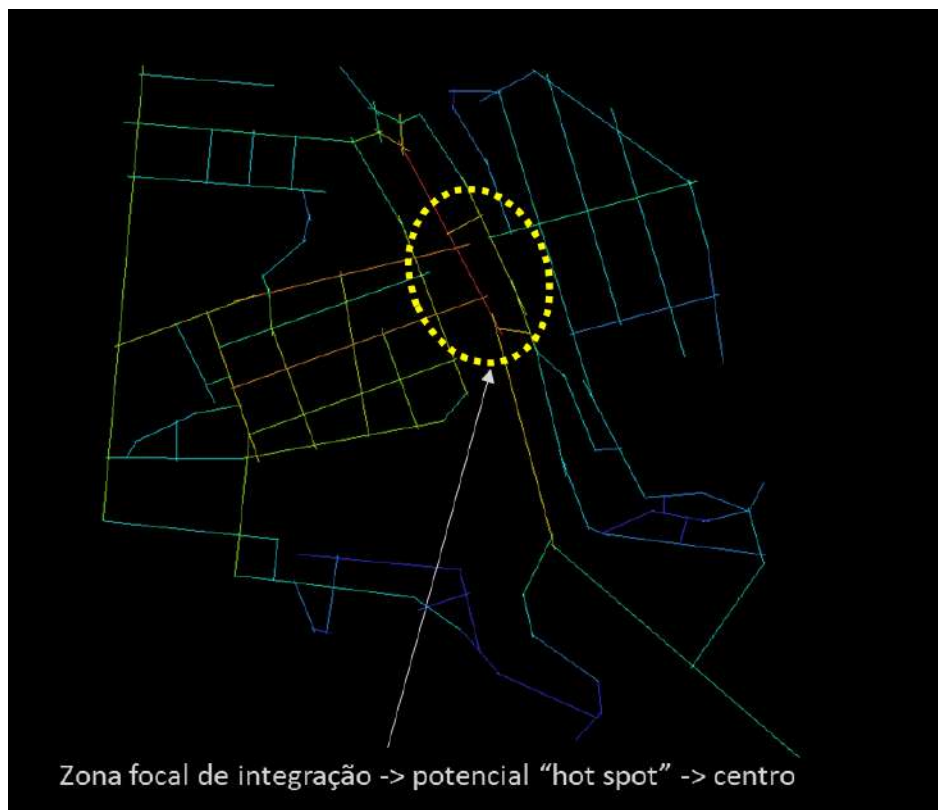 Zona focal de integração -> potencial “hot spot” -> centro